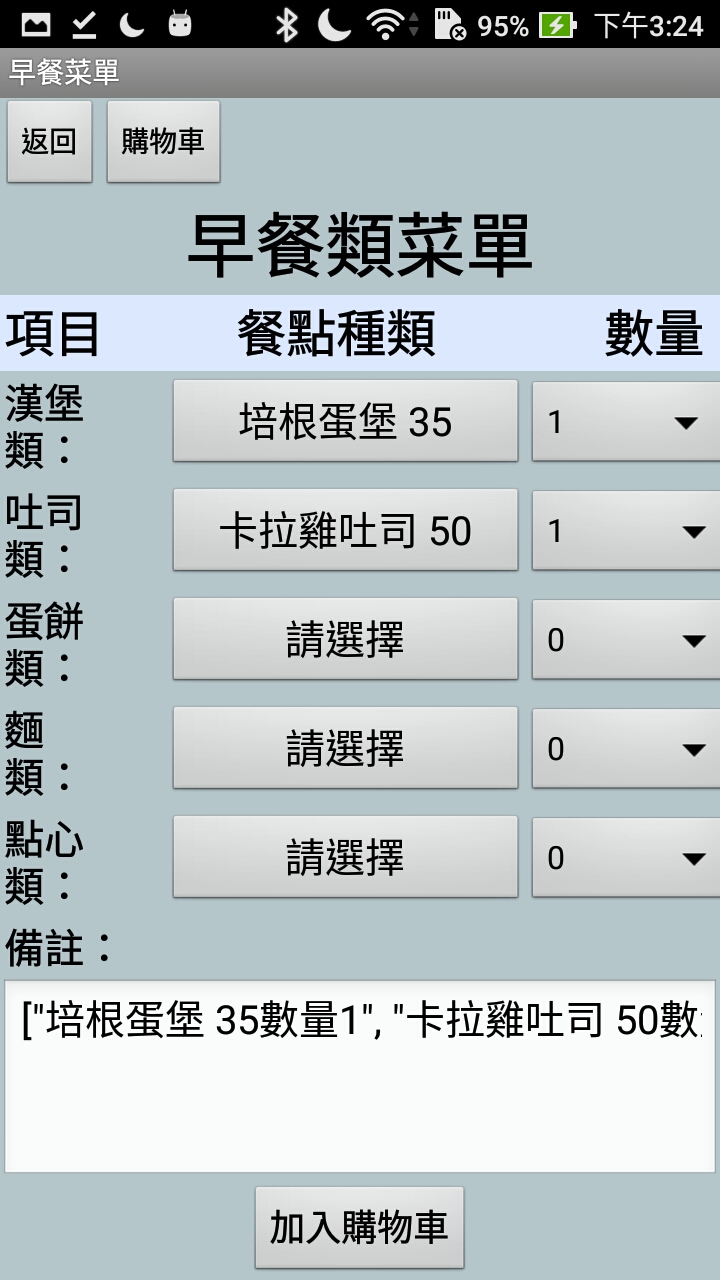 95% 下午3:24
早餐菜單
返回 購物車
早餐類菜單
項目 餐點種類 數量
漢堡
類：
培根蛋堡 35 1
吐司
類：
卡拉雞吐司 50 1
蛋餅
類：
請選擇 0
麵
類：
請選擇 0
點心
類：
請選擇 0
備註：
["培根蛋堡 35數量1", "卡拉雞吐司 50數
加入購物車